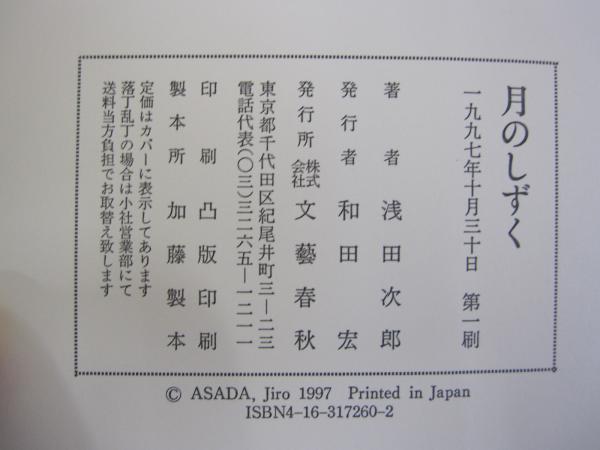 月のしずく
一九九七年十月三十日　第一刷
著者　浅田次郎
発行者　和田宏
発行所　株式会社　文藝春秋
東京都千代田区紀尾井町三―二三
電話代表(〇三)三二六五―一二一一
印刷　凸版印刷
製本所　加藤製本
定価はカバーに表示してあります
落丁乱丁の場合は小社営業部にて
送料当方負担でお取替え致します
© ASADA, Jiro 1997 Printed in Japan
ISBN4-16-317260-2